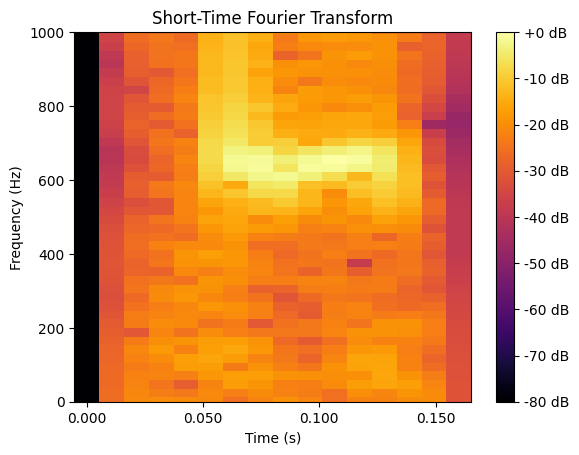 Short-Time Fourier Transform
1000
800
600
400
200
0
Frequency (Hz)
0.000
0.050
0.100
0.150
Time (s)
+0 dB
-10 dB
-20 dB
-30 dB
-40 dB
-50 dB
-60 dB
-70 dB
-80 dB